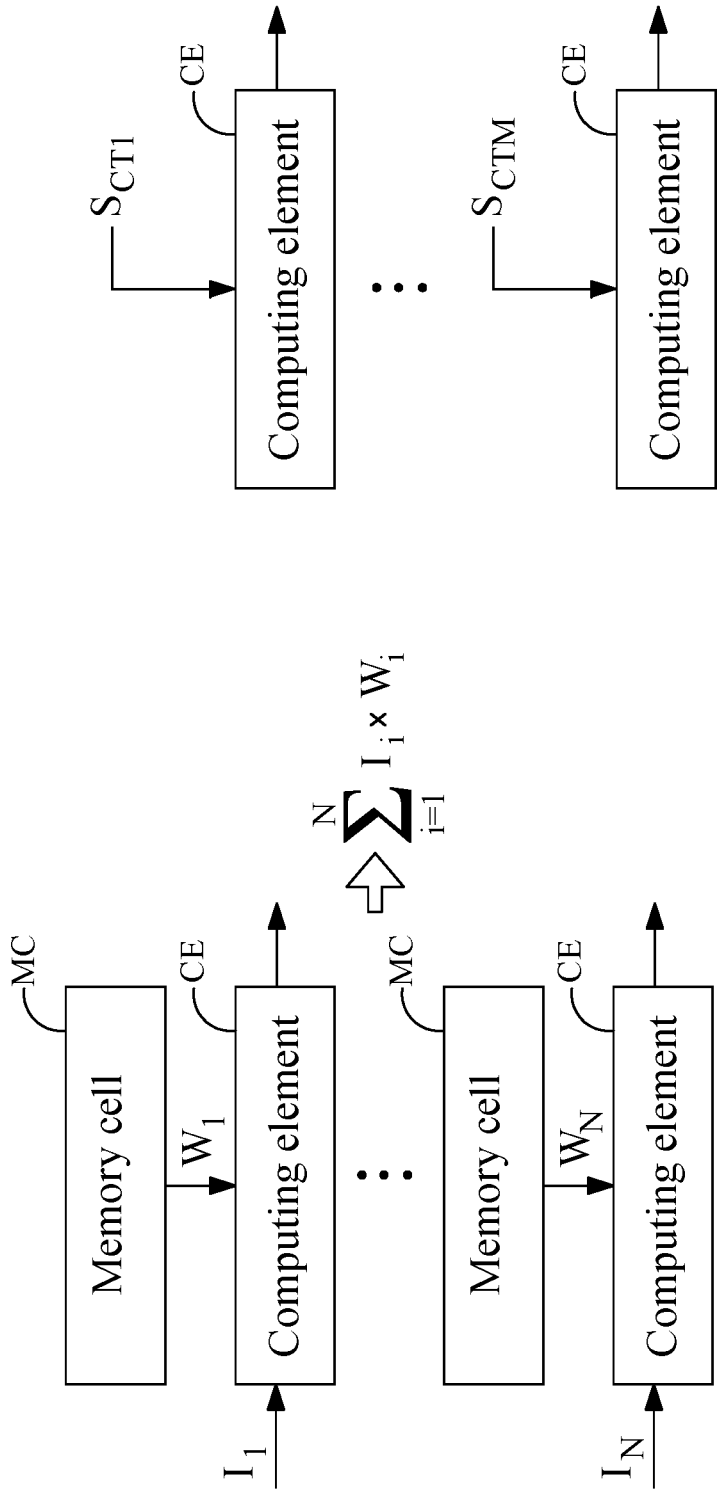 MC
Memory cell
W1
CE
I1
Computing element
MC
Memory cell
WN
CE
IN
Computing element
N
∑ Ii × Wi
i=1
SCT1
CE
Computing element
SCTM
CE
Computing element